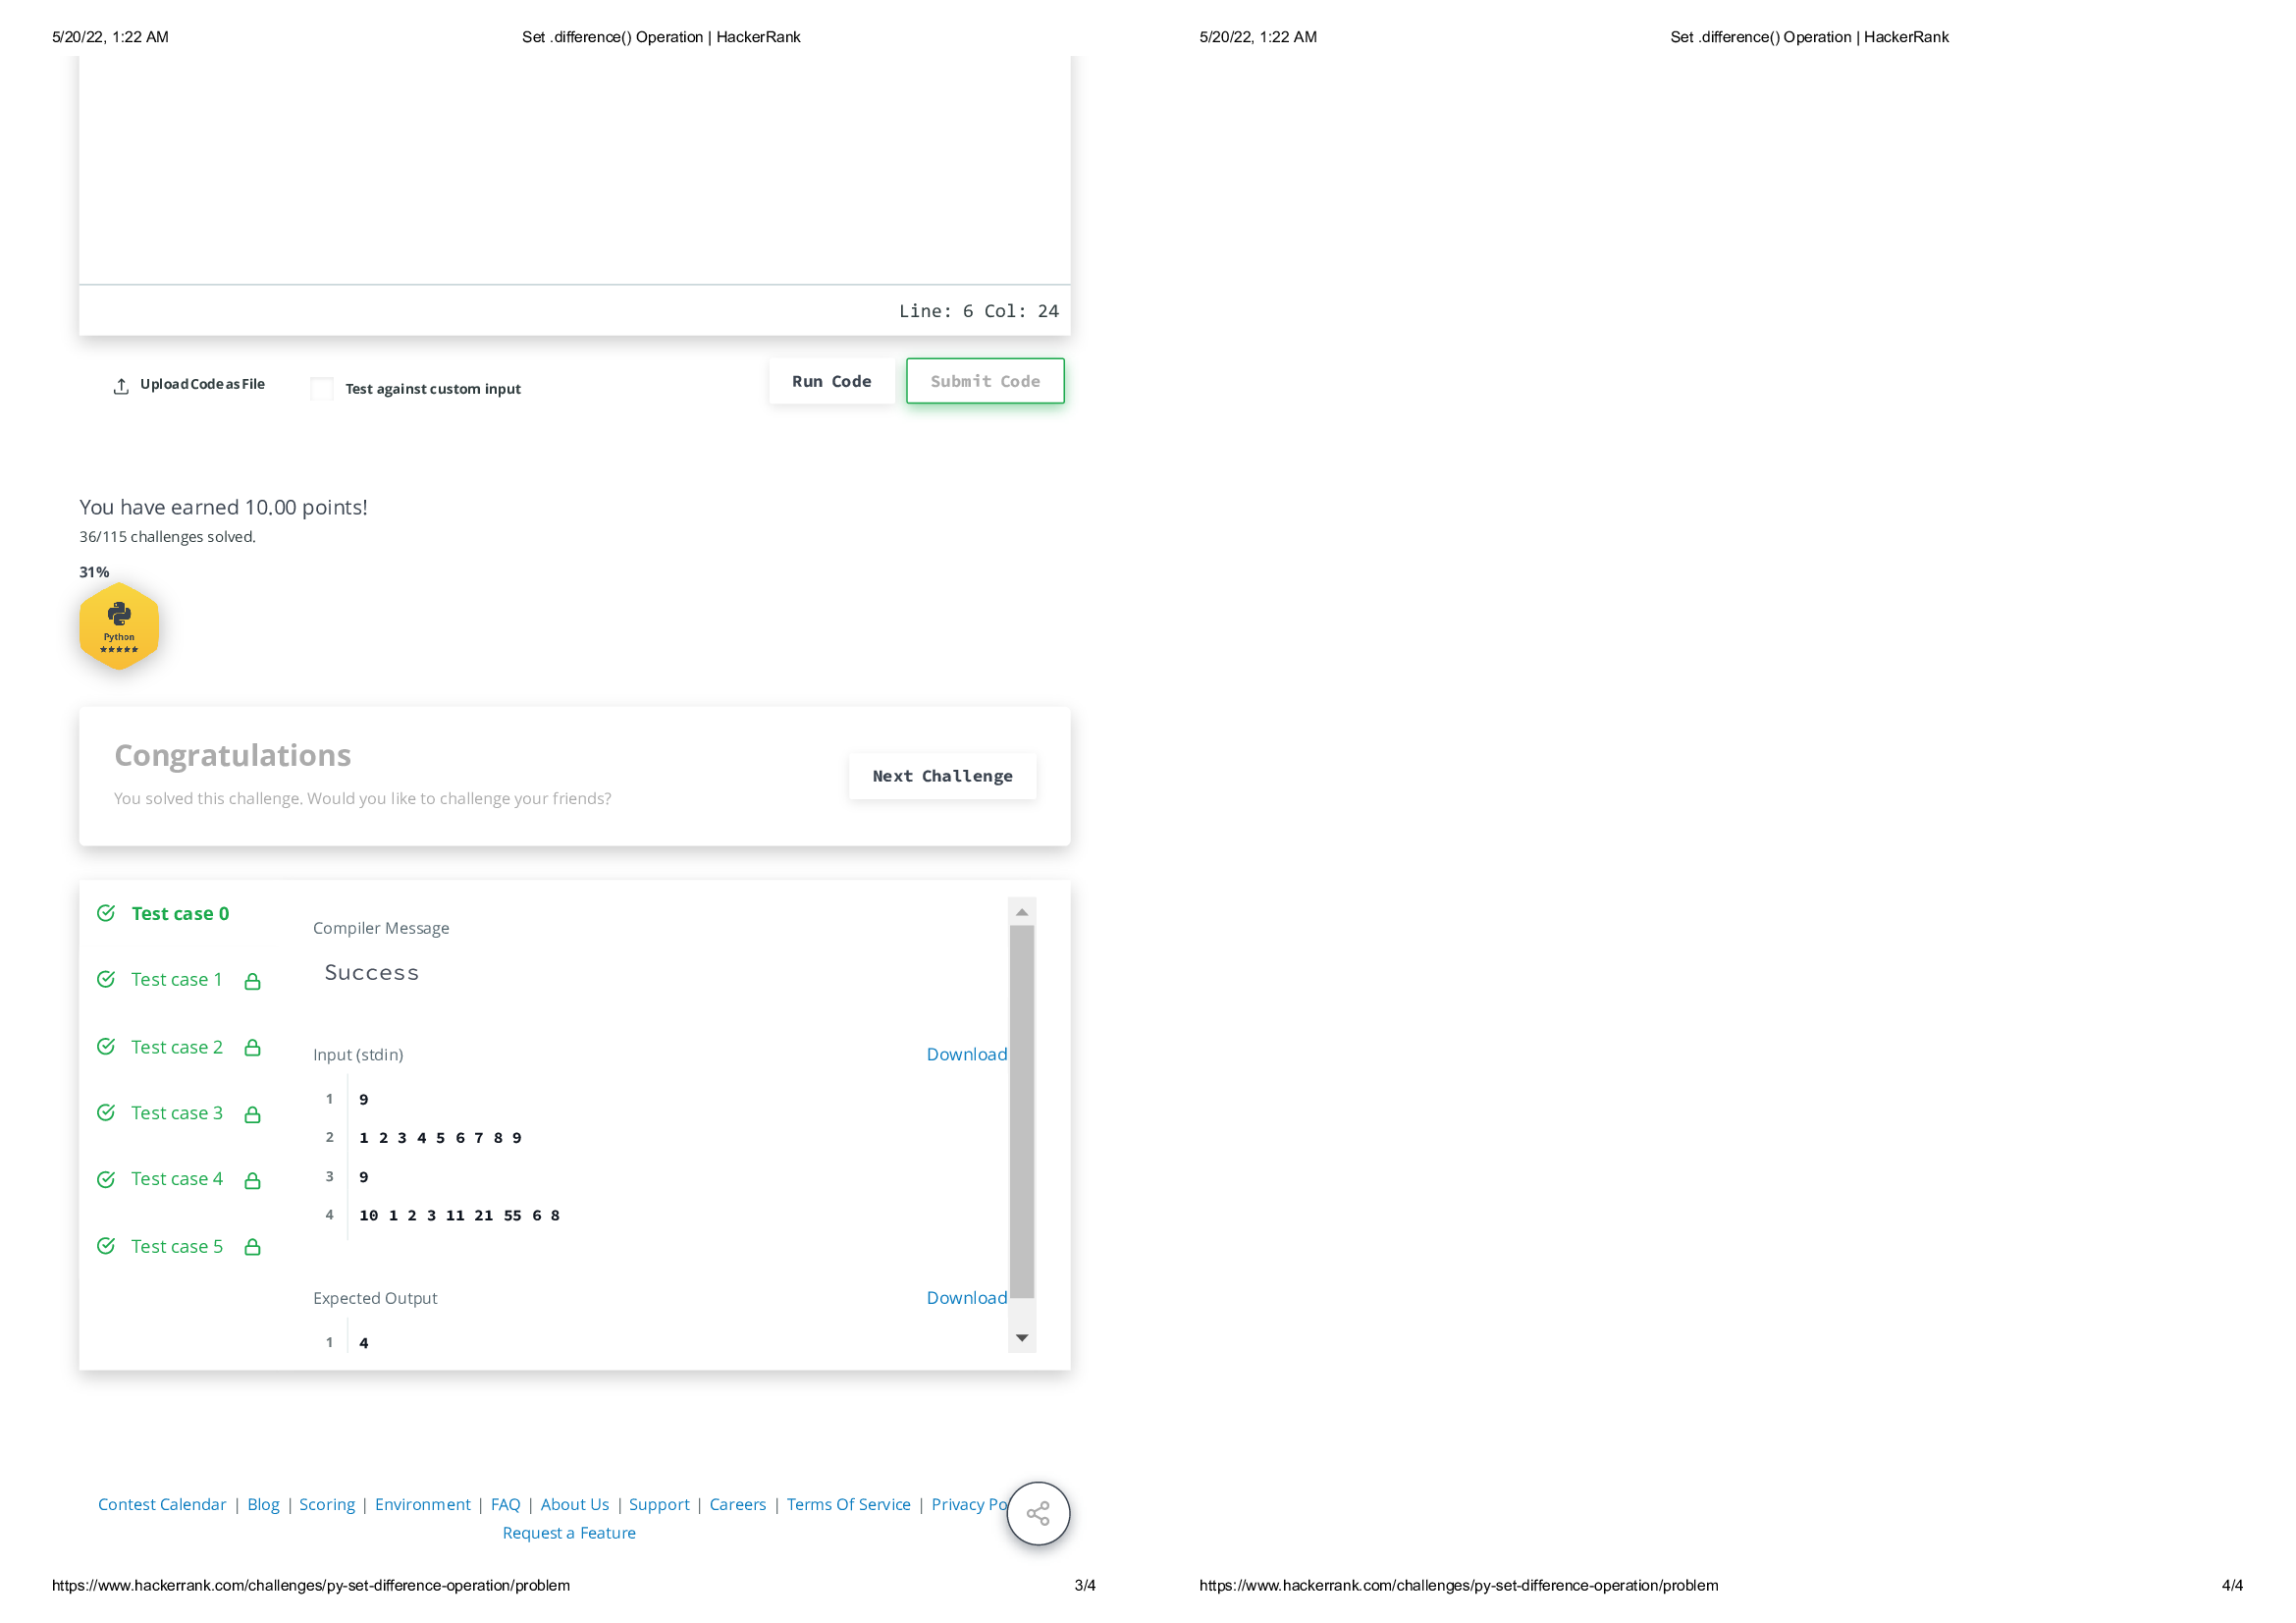 5/20/22, 1:22 AM
Set .difference() Operation | HackerRank
Line: 6 Col: 24
Upload Code as File
Test against custom input
Run Code
Submit Code
You have earned 10.00 points!
36/115 challenges solved.
31%
Python
Congratulations
You solved this challenge. Would you like to challenge your friends?
Next Challenge
Test case 0
Test case 1
Test case 2
Test case 3
Test case 4
Test case 5
Compiler Message
Success
Input (stdin)
Download
1 9
2 1 2 3 4 5 6 7 8 9
3 9
4 10 1 2 3 11 21 55 6 8
Expected Output
Download
1 4
Contest Calendar | Blog | Scoring | Environment | FAQ | About Us | Support | Careers | Terms Of Service | Privacy Po
Request a Feature
https://www.hackerrank.com/challenges/py-set-difference-operation/problem
3/4
5/20/22, 1:22 AM
Set .difference() Operation | HackerRank
https://www.hackerrank.com/challenges/py-set-difference-operation/problem
4/4